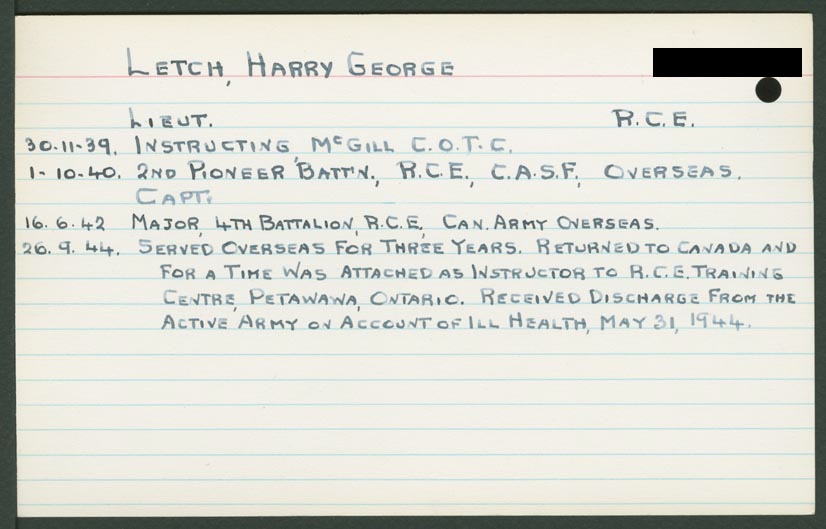 LETCH, HARRY GEORGE
LIEUT. R.C.E.
30.11.39. INSTRUCTING McGILL C.O.T.C.
1.10.40. 2ND PIONEER BATT'N., R.C.E., C.A.S.F., OVERSEAS.
CAPT.
16.6.42 MAJOR, 4TH BATTALION, R.C.E., CAN. ARMY OVERSEAS.
26.9.44. SERVED OVERSEAS FOR THREE YEARS. RETURNED TO CANADA AND
FOR A TIME WAS ATTACHED AS INSTRUCTOR TO R.C.E. TRAINING
CENTRE, PETAWAWA, ONTARIO. RECEIVED DISCHARGE FROM THE
ACTIVE ARMY ON ACCOUNT OF ILL HEALTH, MAY 31, 1944.